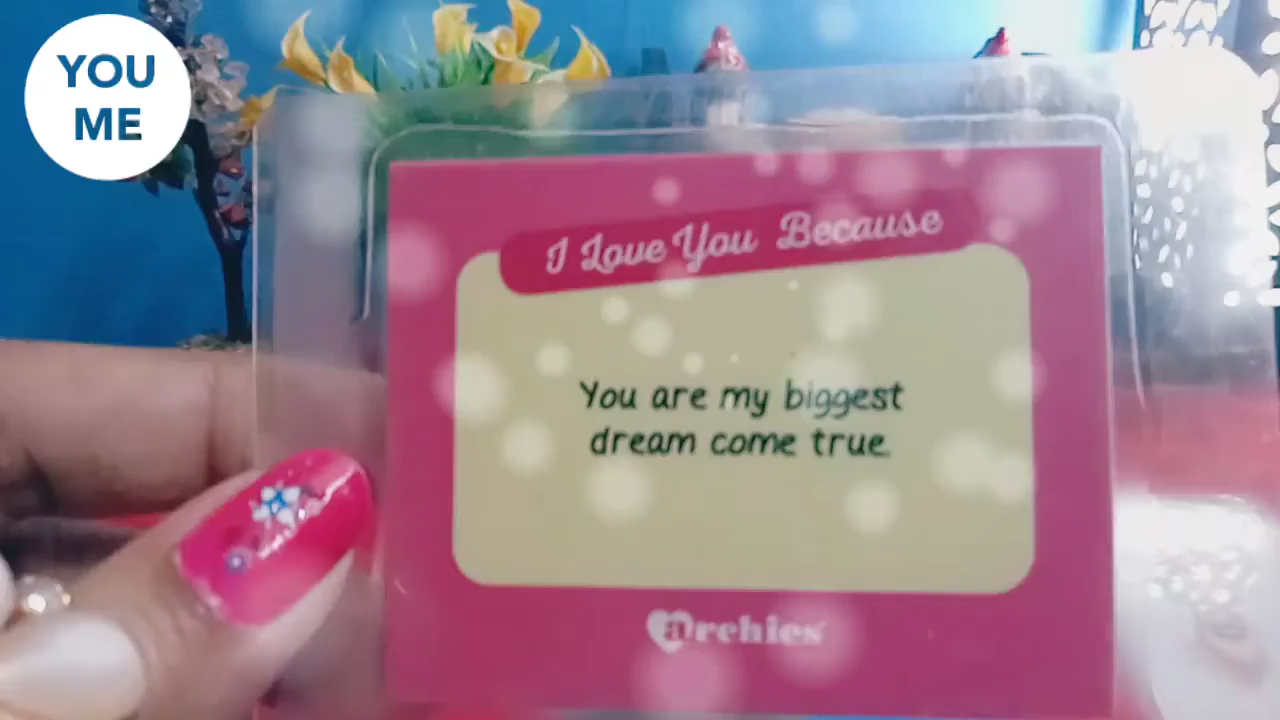 YOU
ME
I Love You Because
You are my biggest
dream come true
archies